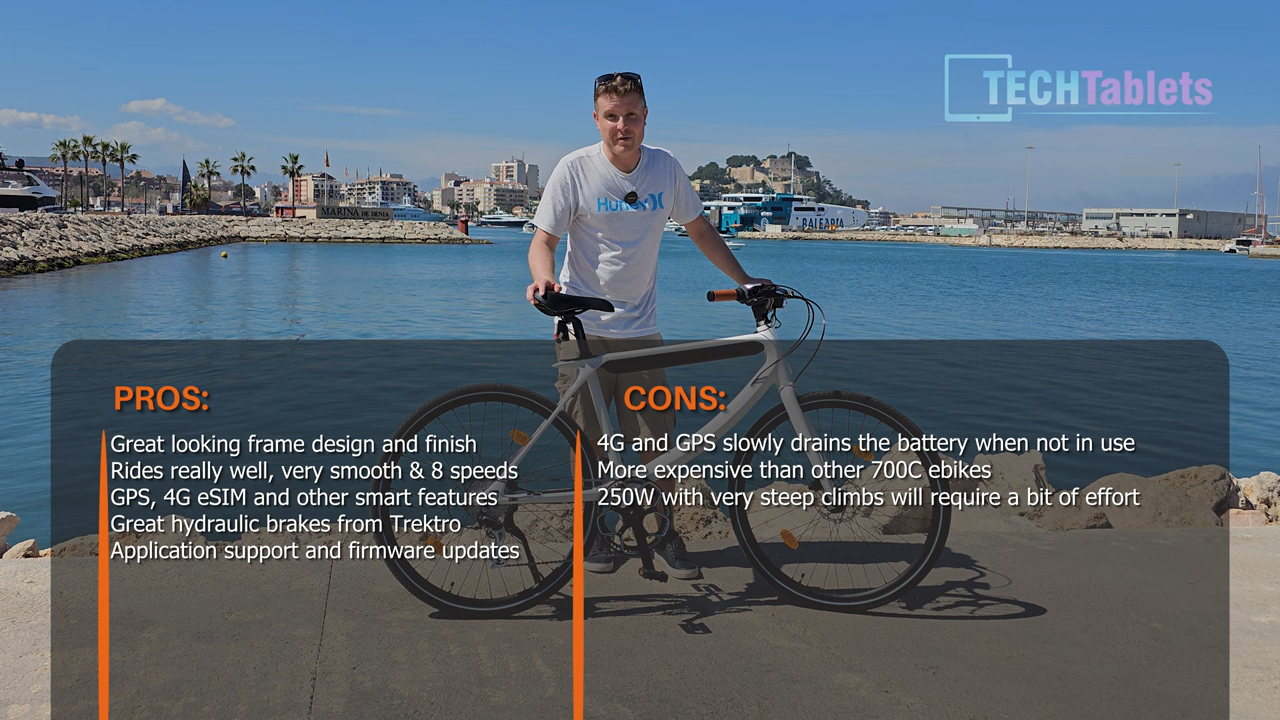 TECHTablets
MARINA DE DENIA
BALEARIA
PROS:
Great looking frame design and finish
Rides really well, very smooth & 8 speeds
GPS, 4G eSIM and other smart features
Great hydraulic brakes from Trektro
Application support and firmware updates
CONS:
4G and GPS slowly drains the battery when not in use
More expensive than other 700C ebikes
250W with very steep climbs will require a bit of effort